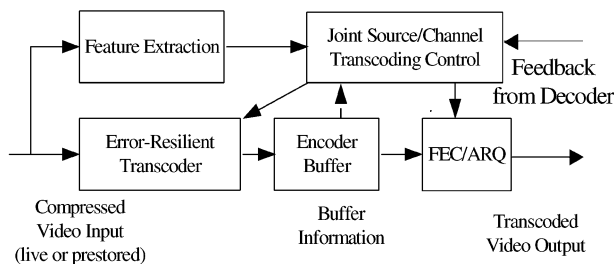 Feature Extraction
Joint Source/Channel
Transcoding Control
Feedback
from Decoder
Error-Resilient
Transcoder
Encoder
Buffer
FEC/ARQ
Compressed
Video Input
(live or prestored)
Buffer
Information
Transcoded
Video Output